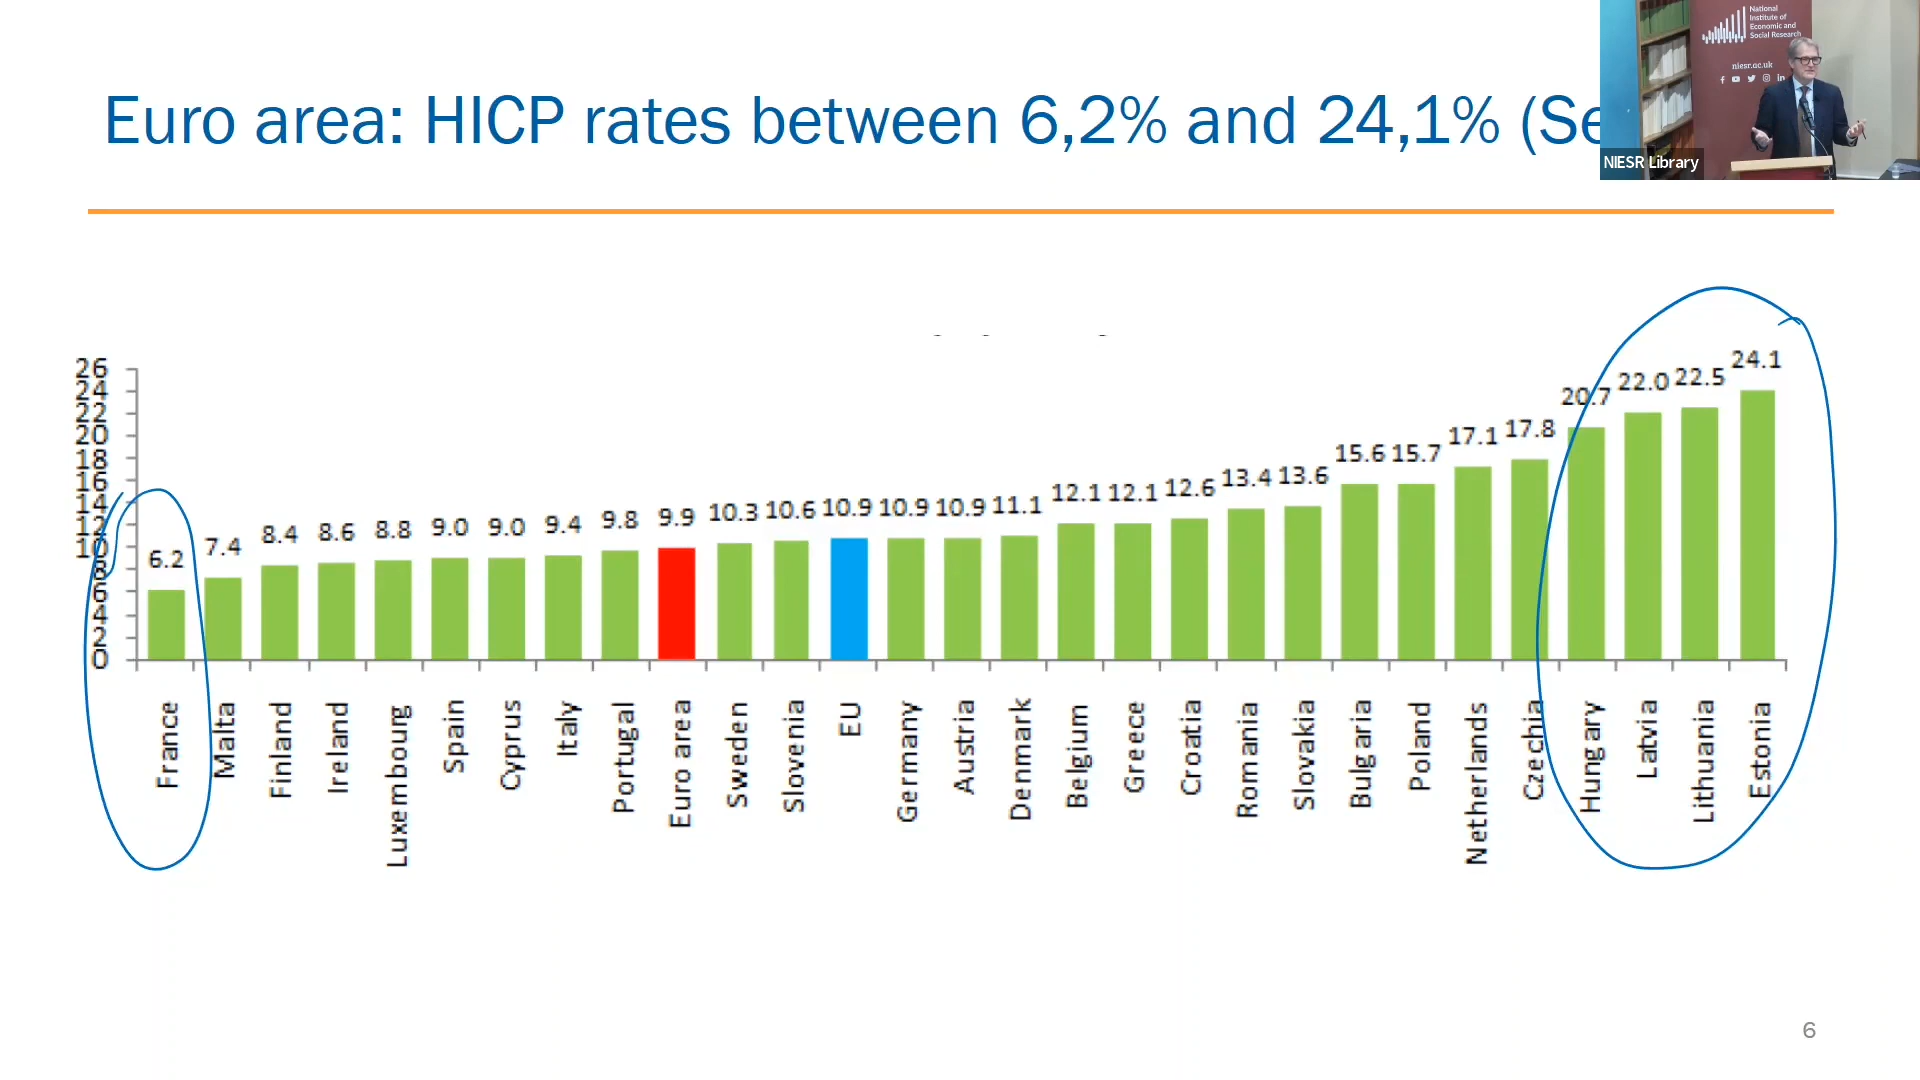 Euro area: HICP rates between 6,2% and 24,1% (Se
National
Institute of
Economic and
Social Research
niesr.ac.uk
NIESR Library
26
24
22
20
18
16
14
12
10
8
6
4
2
0
6.2 7.4 8.4 8.6 8.8 9.0 9.0 9.4 9.8 9.9 10.3 10.6 10.9 10.9 10.9 11.1 12.1 12.1 12.6 13.4 13.6 15.6 15.7 17.1 17.8 20.7 22.0 22.5 24.1
France
Malta
Finland
Ireland
Luxembourg
Spain
Cyprus
Italy
Portugal
Euro area
Sweden
Slovenia
EU
Germany
Austria
Denmark
Belgium
Greece
Croatia
Romania
Slovakia
Bulgaria
Poland
Netherlands
Czechia
Hungary
Latvia
Lithuania
Estonia
6